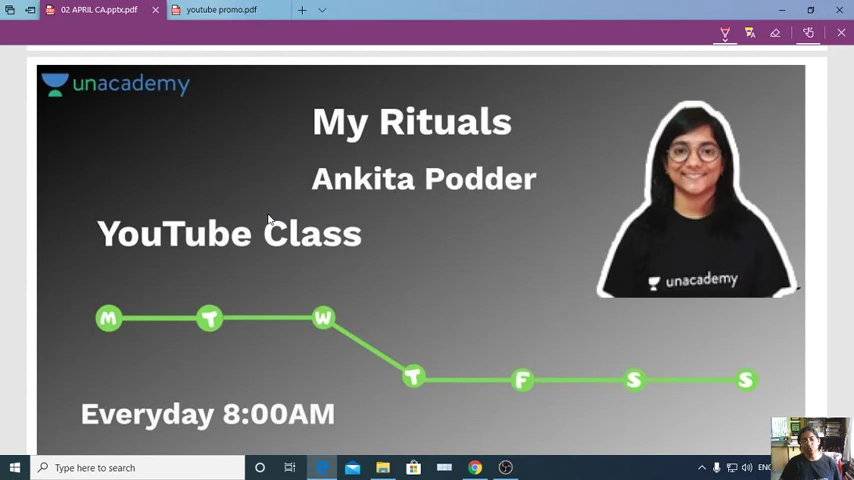 02 APRIL CA.pptx.pdf
youtube promo.pdf
unacademy
My Rituals
Ankita Podder
YouTube Class
unacademy
M T W
T F S S
Everyday 8:00AM
Type here to search
ENG